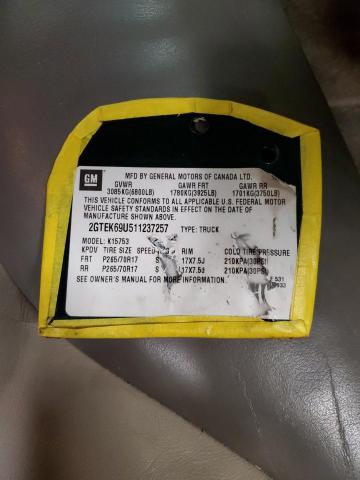 GM
MFD BY GENERAL MOTORS OF CANADA LTD.
GVWR GAWR FRT GAWR RR
3085KG(6800LB) 1780KG(3925LB) 1701KG(3750LB)
THIS VEHICLE CONFORMS TO ALL APPLICABLE U.S. FEDERAL MOTOR
VEHICLE SAFETY STANDARDS IN EFFECT ON THE DATE OF
MANUFACTURE SHOWN ABOVE.
2GTEK69U511237257 TYPE: TRUCK
MODEL: K15753
KPDV TIRE SIZE SPEED RIM COLD TIRE PRESSURE
FRT P265/70R17 S 17X7.5J 210KPA(30PSI)
RR P265/70R17 S 17X7.5J 210KPA(30PSI)
SEE OWNER'S MANUAL FOR MORE INFORMATION.